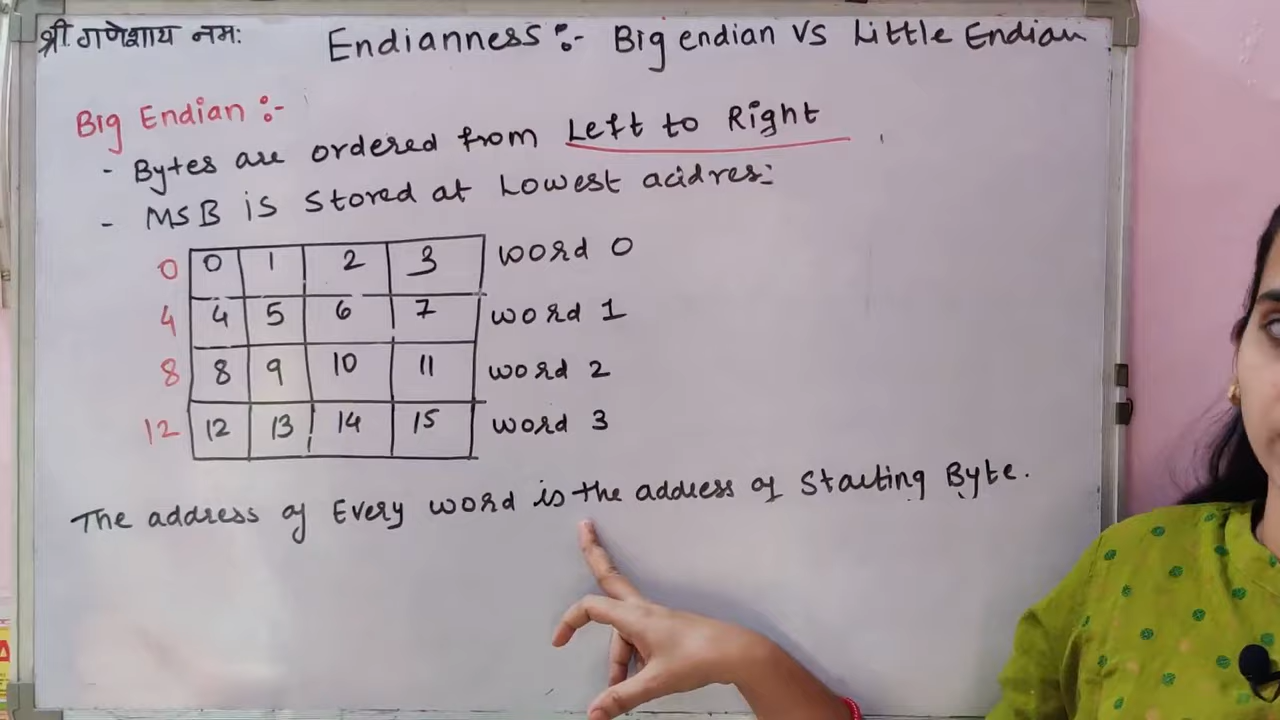 श्री गणेशाय नमः
Endianness :- Big endian VS Little Endian
Big Endian :-
- Bytes are ordered from Left to Right
- MSB is stored at Lowest
0 0 1 2 3 word 0
4 4 5 6 7 word 1
8 8 9 10 11 word 2
12 12 13 14 15 word 3
The address of Every word is the address of Starting Byte.